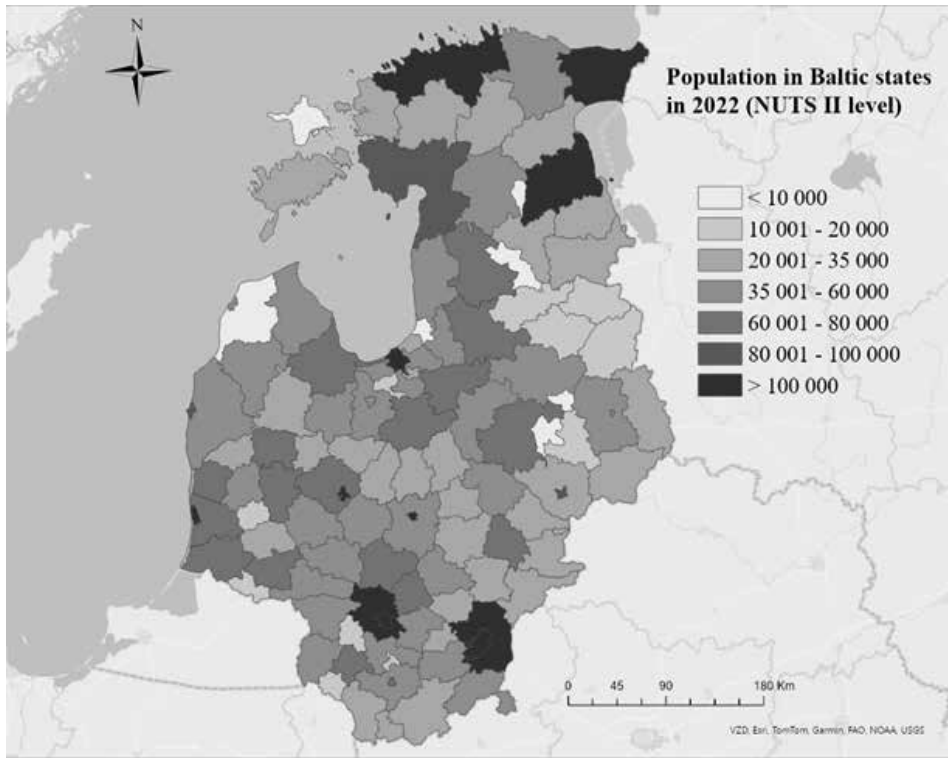 N
Population in Baltic states
in 2022 (NUTS II level)
< 10 000
10 001 - 20 000
20 001 - 35 000
35 001 - 60 000
60 001 - 80 000
80 001 - 100 000
> 100 000
0 45 90 180 Km
VZD, Esri, TomTom, Garmin, FAO, NOAA, USGS